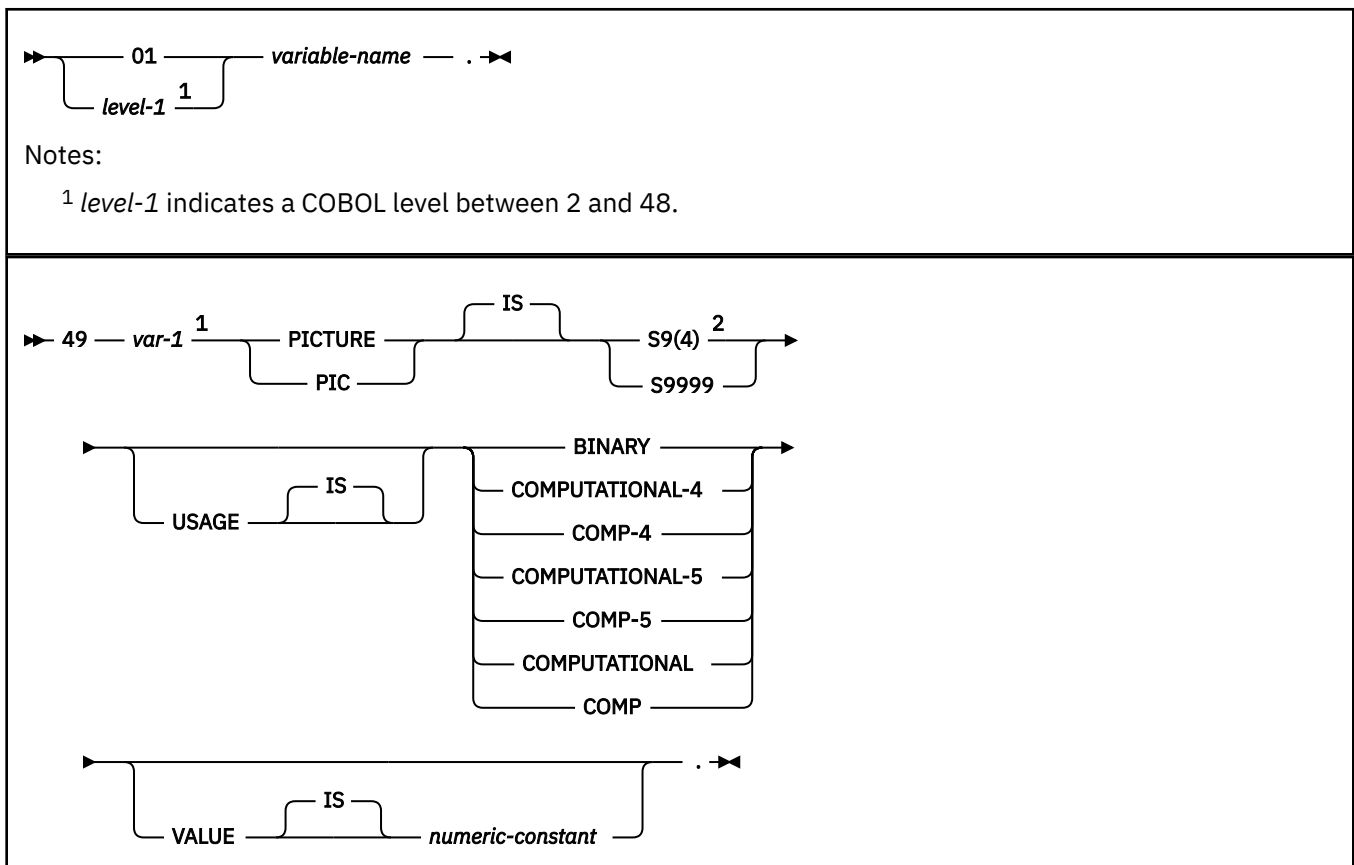 01
variable-name .
level-1 1
Notes:
1 level-1 indicates a COBOL level between 2 and 48.
IS
49 var-1 1 PICTURE S9(4) 2
PIC S9999
BINARY
IS COMPUTATIONAL-4
USAGE COMP-4
COMPUTATIONAL-5
COMP-5
COMPUTATIONAL
COMP
.
IS
VALUE numeric-constant